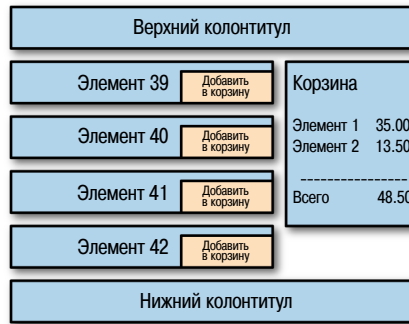 Верхний колонтитул
Элемент 39
Добавить
в корзину
Элемент 40
Добавить
в корзину
Элемент 41
Добавить
в корзину
Элемент 42
Добавить
в корзину
Корзина
Элемент 1 35.00
Элемент 2 13.50
-----------------
Всего 48.50
Нижний колонтитул